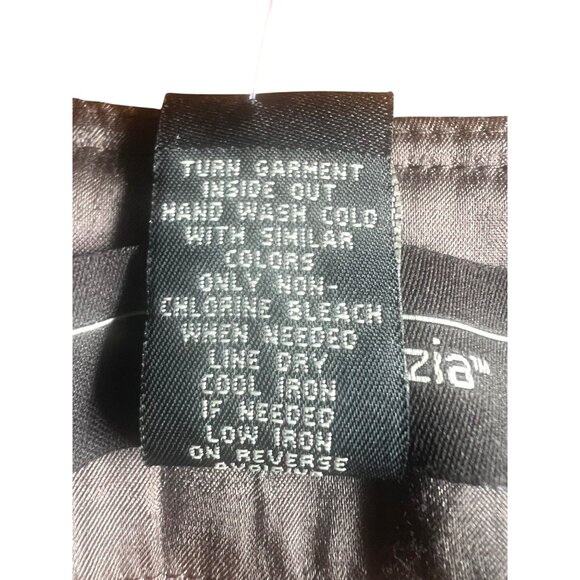 TURN GARMENT
INSIDE OUT
HAND WASH COLD
WITH SIMILAR
COLORS
ONLY NON-
CHLORINE BLEACH
WHEN NEEDED
LINE DRY
COOL IRON
IF NEEDED
LOW IRON
ON REVERSE
zia™